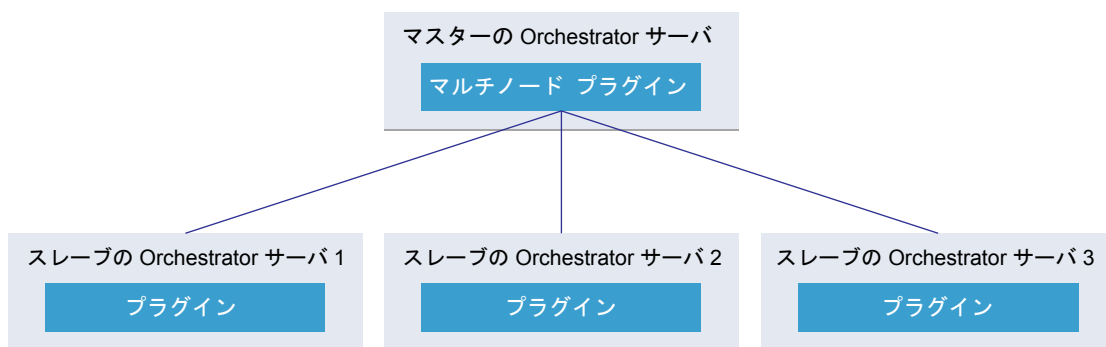 マスターの Orchestrator サーバ
マルチノード プラグイン
スレーブの Orchestrator サーバ 1
プラグイン
スレーブの Orchestrator サーバ 2
プラグイン
スレーブの Orchestrator サーバ 3
プラグイン